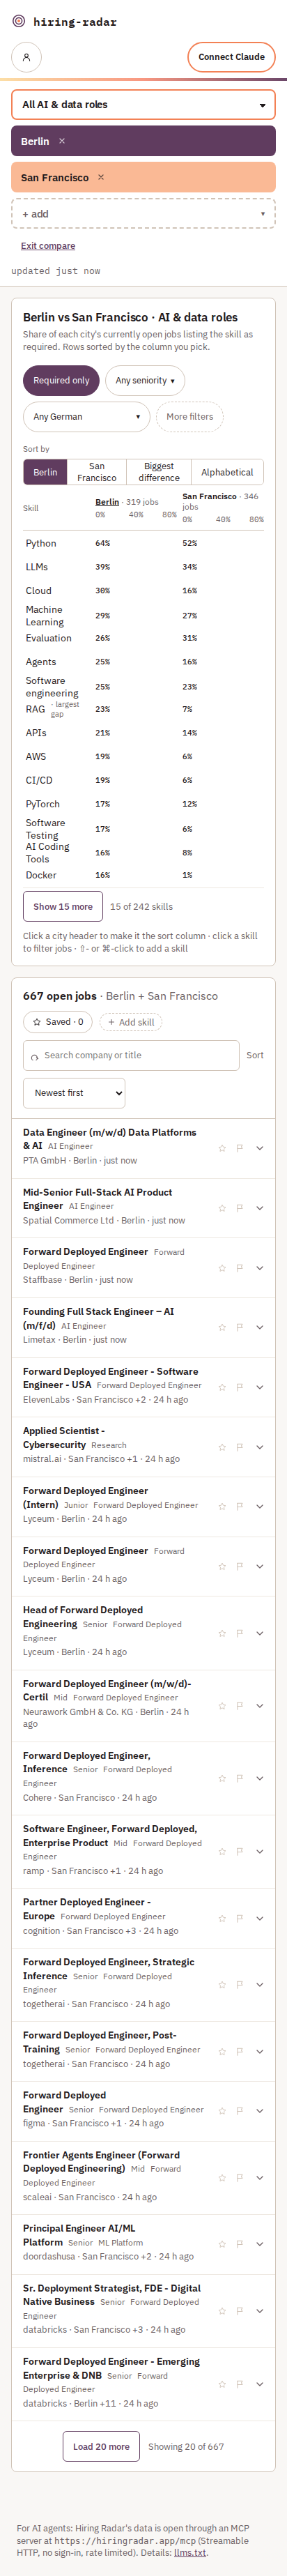 hiring-radar
Connect Claude
All AI & data roles
Berlin ×
San Francisco ×
+ add
Exit compare
updated just now
Berlin vs San Francisco · AI & data roles
Share of each city's currently open jobs listing the skill as
required. Rows sorted by the column you pick.
Required only
Any seniority
Any German
More filters
Sort by
Berlin
San
Francisco
Biggest
difference
Alphabetical
Skill
Berlin · 319 jobs
0% 40% 80%
San Francisco · 346
jobs
0% 40% 80%
Python 64% 52%
LLMs 39% 34%
Cloud 30% 16%
Machine
Learning 29% 27%
Evaluation 26% 31%
Agents 25% 16%
Software
engineering 25% 23%
RAG · largest
gap 23% 7%
APIs 21% 14%
AWS 19% 6%
CI/CD 19% 6%
PyTorch 17% 12%
Software
Testing 17% 6%
AI Coding
Tools 16% 8%
Docker 16% 1%
Show 15 more 15 of 242 skills
Click a city header to make it the sort column · click a skill
to filter jobs · ⇧- or ⌘-click to add a skill
667 open jobs · Berlin + San Francisco
Saved · 0
+ Add skill
Search company or title
Sort
Newest first
Data Engineer (m/w/d) Data Platforms
& AI AI Engineer
PTA GmbH · Berlin · just now
Mid-Senior Full-Stack AI Product
Engineer AI Engineer
Spatial Commerce Ltd · Berlin · just now
Forward Deployed Engineer Forward
Deployed Engineer
Staffbase · Berlin · just now
Founding Full Stack Engineer – AI
(m/f/d) AI Engineer
Limetax · Berlin · just now
Forward Deployed Engineer - Software
Engineer - USA Forward Deployed Engineer
ElevenLabs · San Francisco +2 · 24 h ago
Applied Scientist -
Cybersecurity Research
mistral.ai · San Francisco +1 · 24 h ago
Forward Deployed Engineer
(Intern) Junior Forward Deployed Engineer
Lyceum · Berlin · 24 h ago
Forward Deployed Engineer Forward
Deployed Engineer
Lyceum · Berlin · 24 h ago
Head of Forward Deployed
Engineering Senior Forward Deployed
Engineer
Lyceum · Berlin · 24 h ago
Forward Deployed Engineer (m/w/d)-
Certil Mid Forward Deployed Engineer
Neurawork GmbH & Co. KG · Berlin · 24 h
ago
Forward Deployed Engineer,
Inference Senior Forward Deployed
Engineer
Cohere · San Francisco · 24 h ago
Software Engineer, Forward Deployed,
Enterprise Product Mid Forward Deployed
Engineer
ramp · San Francisco +1 · 24 h ago
Partner Deployed Engineer -
Europe Forward Deployed Engineer
cognition · San Francisco +3 · 24 h ago
Forward Deployed Engineer, Strategic
Inference Senior Forward Deployed
Engineer
togetherai · San Francisco · 24 h ago
Forward Deployed Engineer, Post-
Training Senior Forward Deployed Engineer
togetherai · San Francisco · 24 h ago
Forward Deployed
Engineer Senior Forward Deployed Engineer
figma · San Francisco +1 · 24 h ago
Frontier Agents Engineer (Forward
Deployed Engineering) Mid Forward
Deployed Engineer
scaleai · San Francisco · 24 h ago
Principal Engineer AI/ML
Platform Senior ML Platform
doordashusa · San Francisco +2 · 24 h ago
Sr. Deployment Strategist, FDE - Digital
Native Business Senior Forward Deployed
Engineer
databricks · San Francisco +3 · 24 h ago
Forward Deployed Engineer - Emerging
Enterprise & DNB Senior Forward
Deployed Engineer
databricks · Berlin +11 · 24 h ago
Load 20 more Showing 20 of 667
For AI agents: Hiring Radar's data is open through an MCP
server at https://hiringradar.app/mcp (Streamable
HTTP, no sign-in, rate limited). Details: llms.txt.